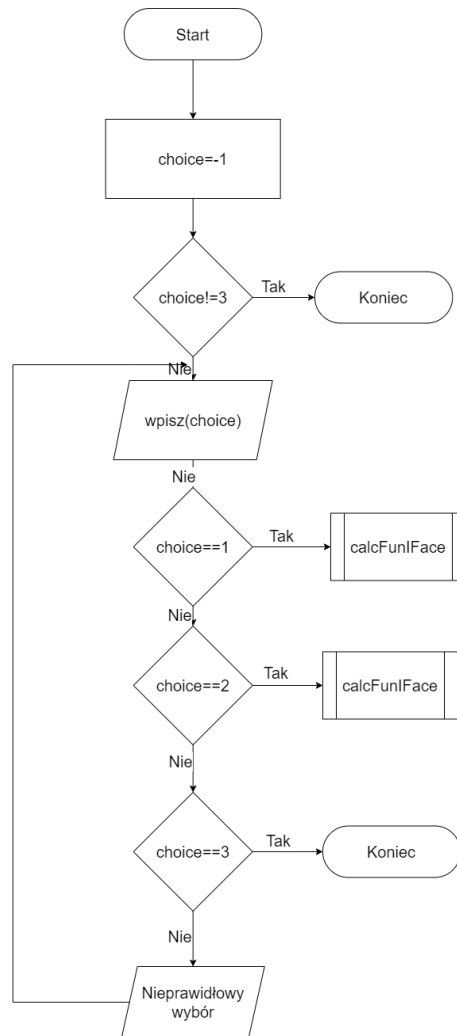 Start
choice=-1
choice!=3
Tak
Koniec
Nie
wpisz(choice)
Nie
choice==1
Tak
calcFunIFace
Nie
choice==2
Tak
calcFunIFace
Nie
choice==3
Tak
Koniec
Nie
Nieprawidłowy
wybór